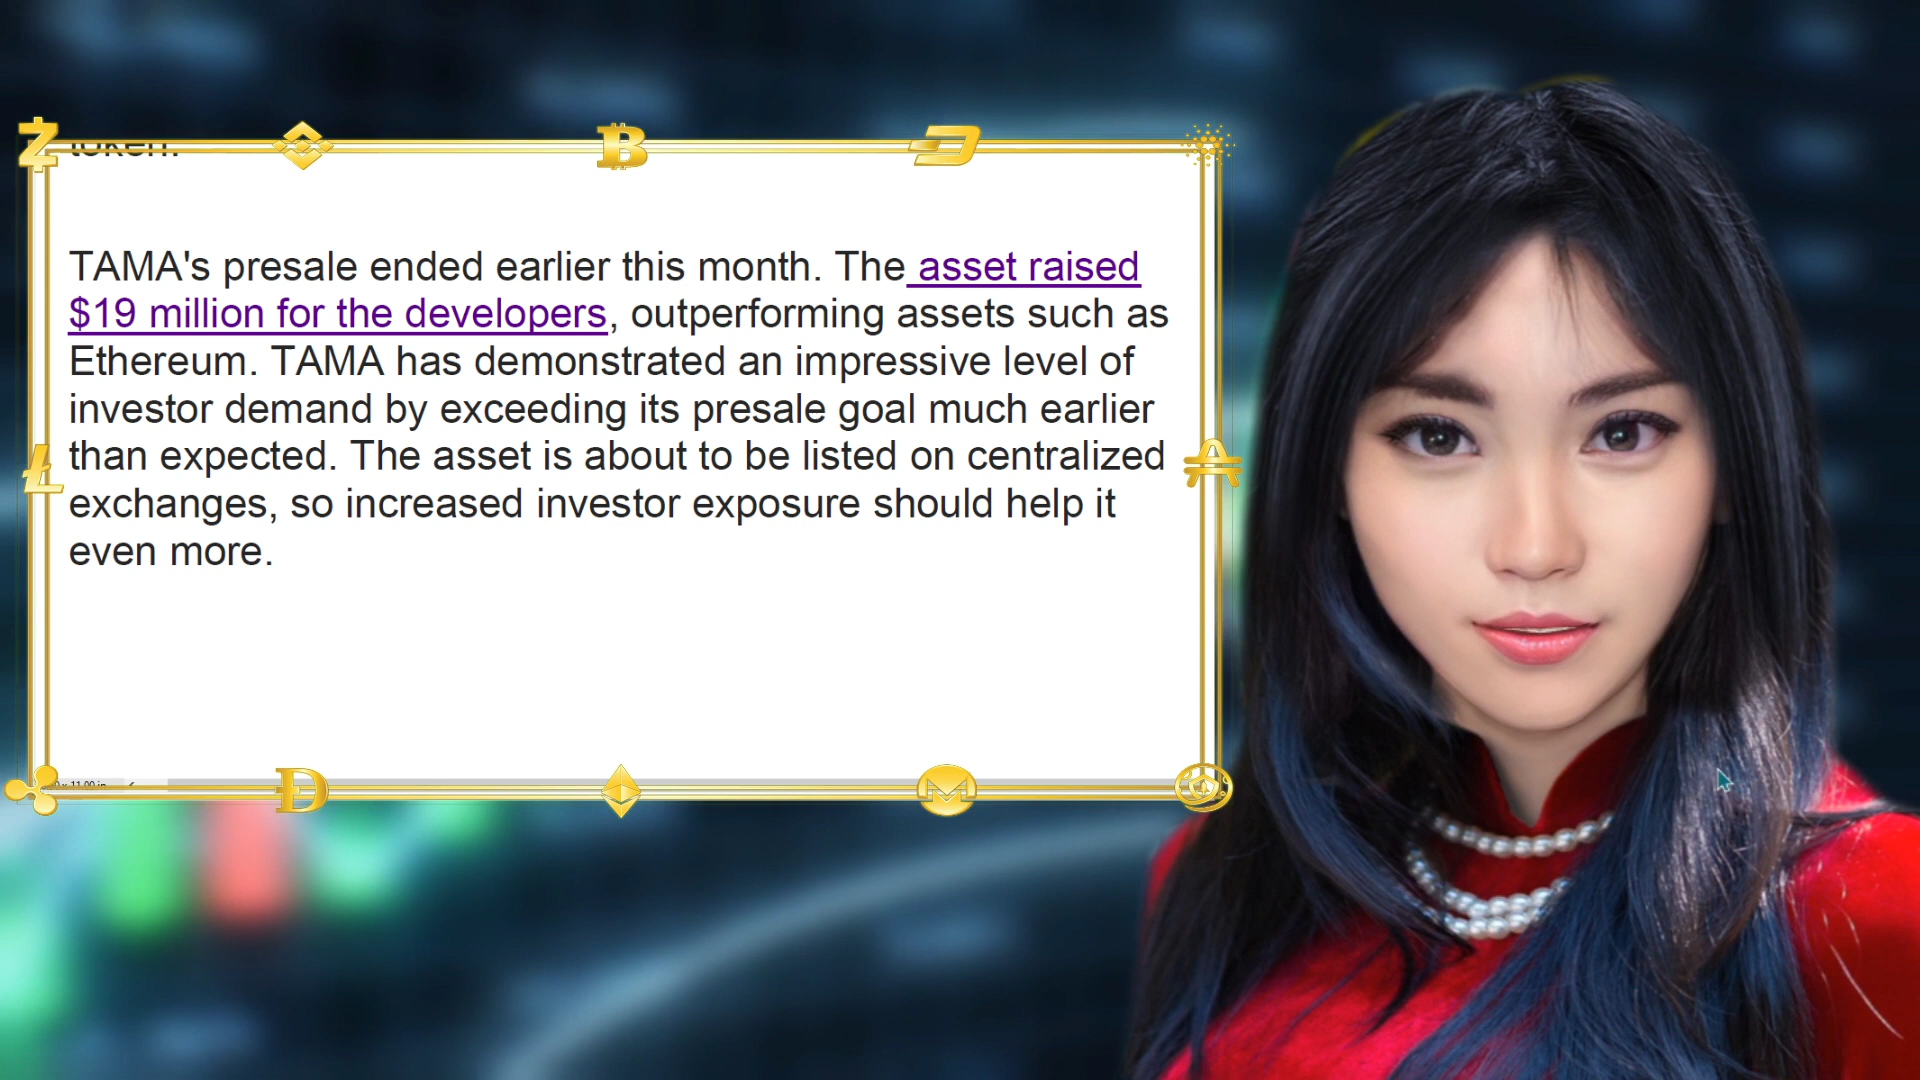 token.
TAMA's presale ended earlier this month. The asset raised
$19 million for the developers, outperforming assets such as
Ethereum. TAMA has demonstrated an impressive level of
investor demand by exceeding its presale goal much earlier
than expected. The asset is about to be listed on centralized
exchanges, so increased investor exposure should help it
even more.